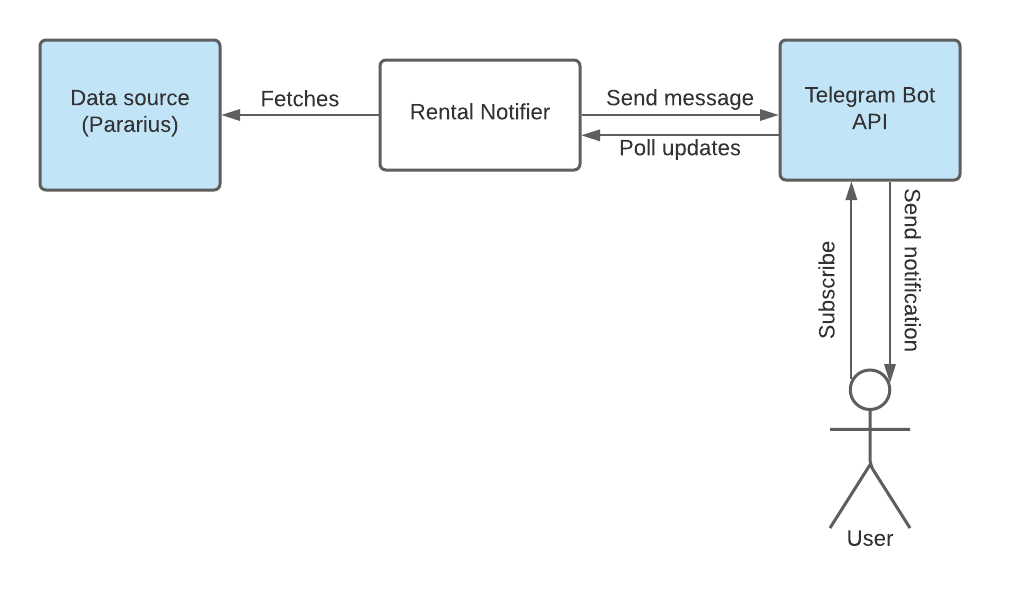 Data source
(Pararius)
Fetches
Rental Notifier
Send message
Poll updates
Telegram Bot
API
Subscribe
Send notification
User